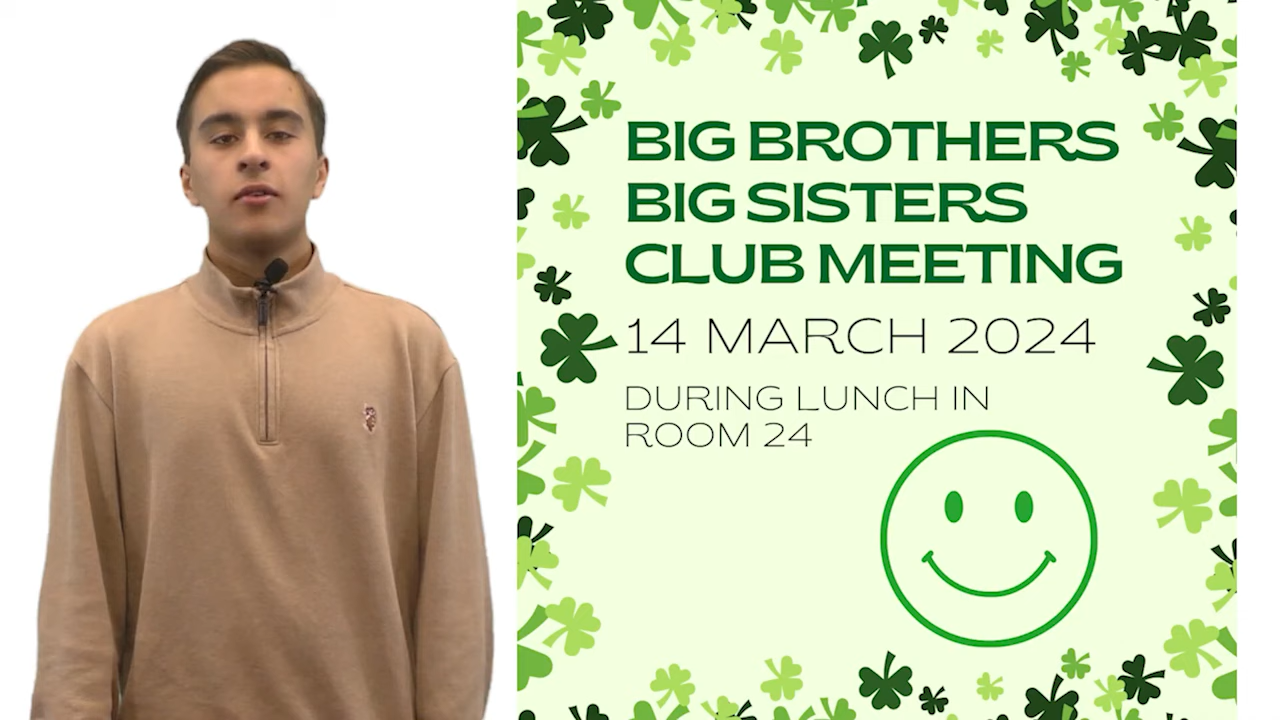 BIG BROTHERS
BIG SISTERS
CLUB MEETING
14 MARCH 2024
DURING LUNCH IN
ROOM 24